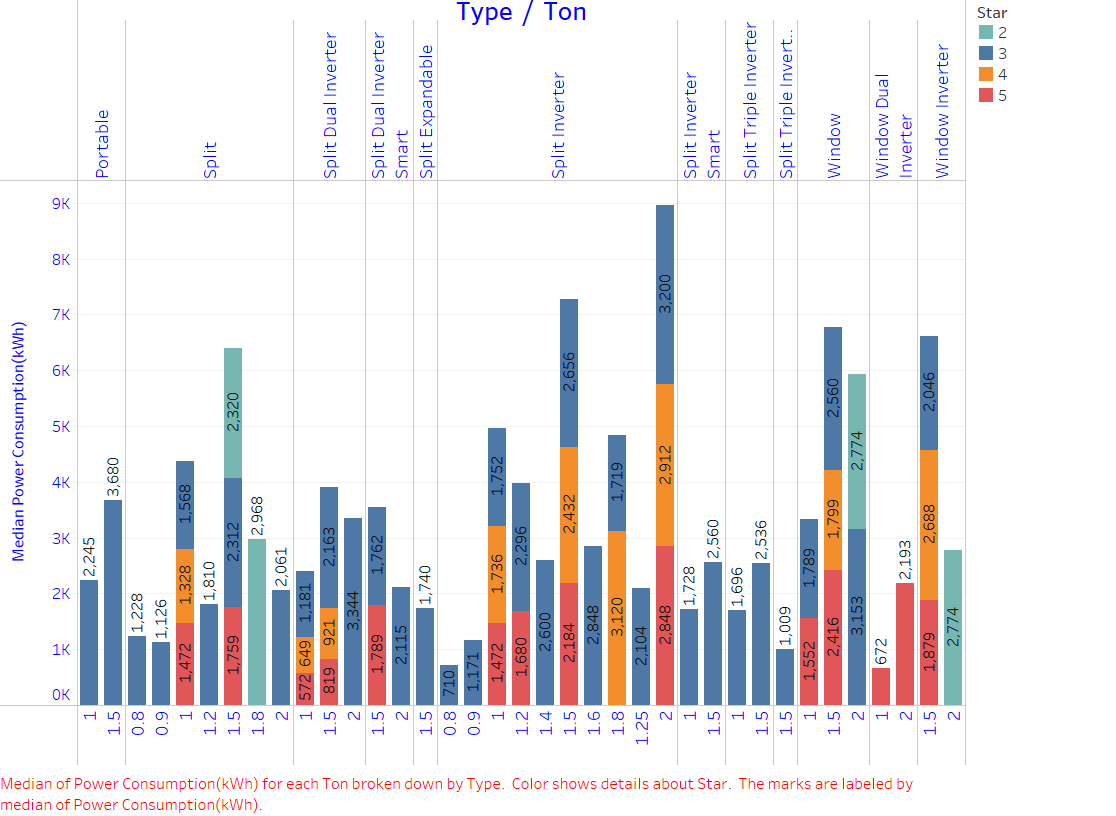 Type / Ton
Star
2
3
4
5
Portable
Split
Split Dual Inverter
Split Dual Inverter
Smart
Split Expandable
Split Inverter
Split Inverter
Smart
Split Triple Inverter
Split Triple Invert..
Window
Window Dual
Inverter
Window Inverter
Median Power Consumption(kWh)
9K
8K
7K
6K
5K
4K
3K
2K
1K
0K
2,245
3,680
1,228
1,126
1,568
1,328
1,472
1,810
2,320
2,312
1,759
2,968
2,061
1,181
649
572
2,163
921
819
3,344
1,762
1,789
2,115
1,740
710
1,171
1,752
1,736
1,472
2,296
1,680
2,600
2,656
2,432
2,184
2,848
1,719
3,120
2,104
3,200
2,912
2,848
1,728
2,560
1,696
2,536
1,009
1,789
1,552
2,560
1,799
2,416
2,774
3,153
672
2,193
2,046
2,688
1,879
2,774
1 1.5 0.8 0.9 1 1.2 1.5 1.8 2 1 1.5 2 1.5 2 1.5 0.8 0.9 1 1.2 1.4 1.5 1.6 1.8 1.25 2 1 1.5 1 1.5 1.5 1 1.5 2 1 2 1.5 2
Median of Power Consumption(kWh) for each Ton broken down by Type.  Color shows details about Star.  The marks are labeled by
median of Power Consumption(kWh).